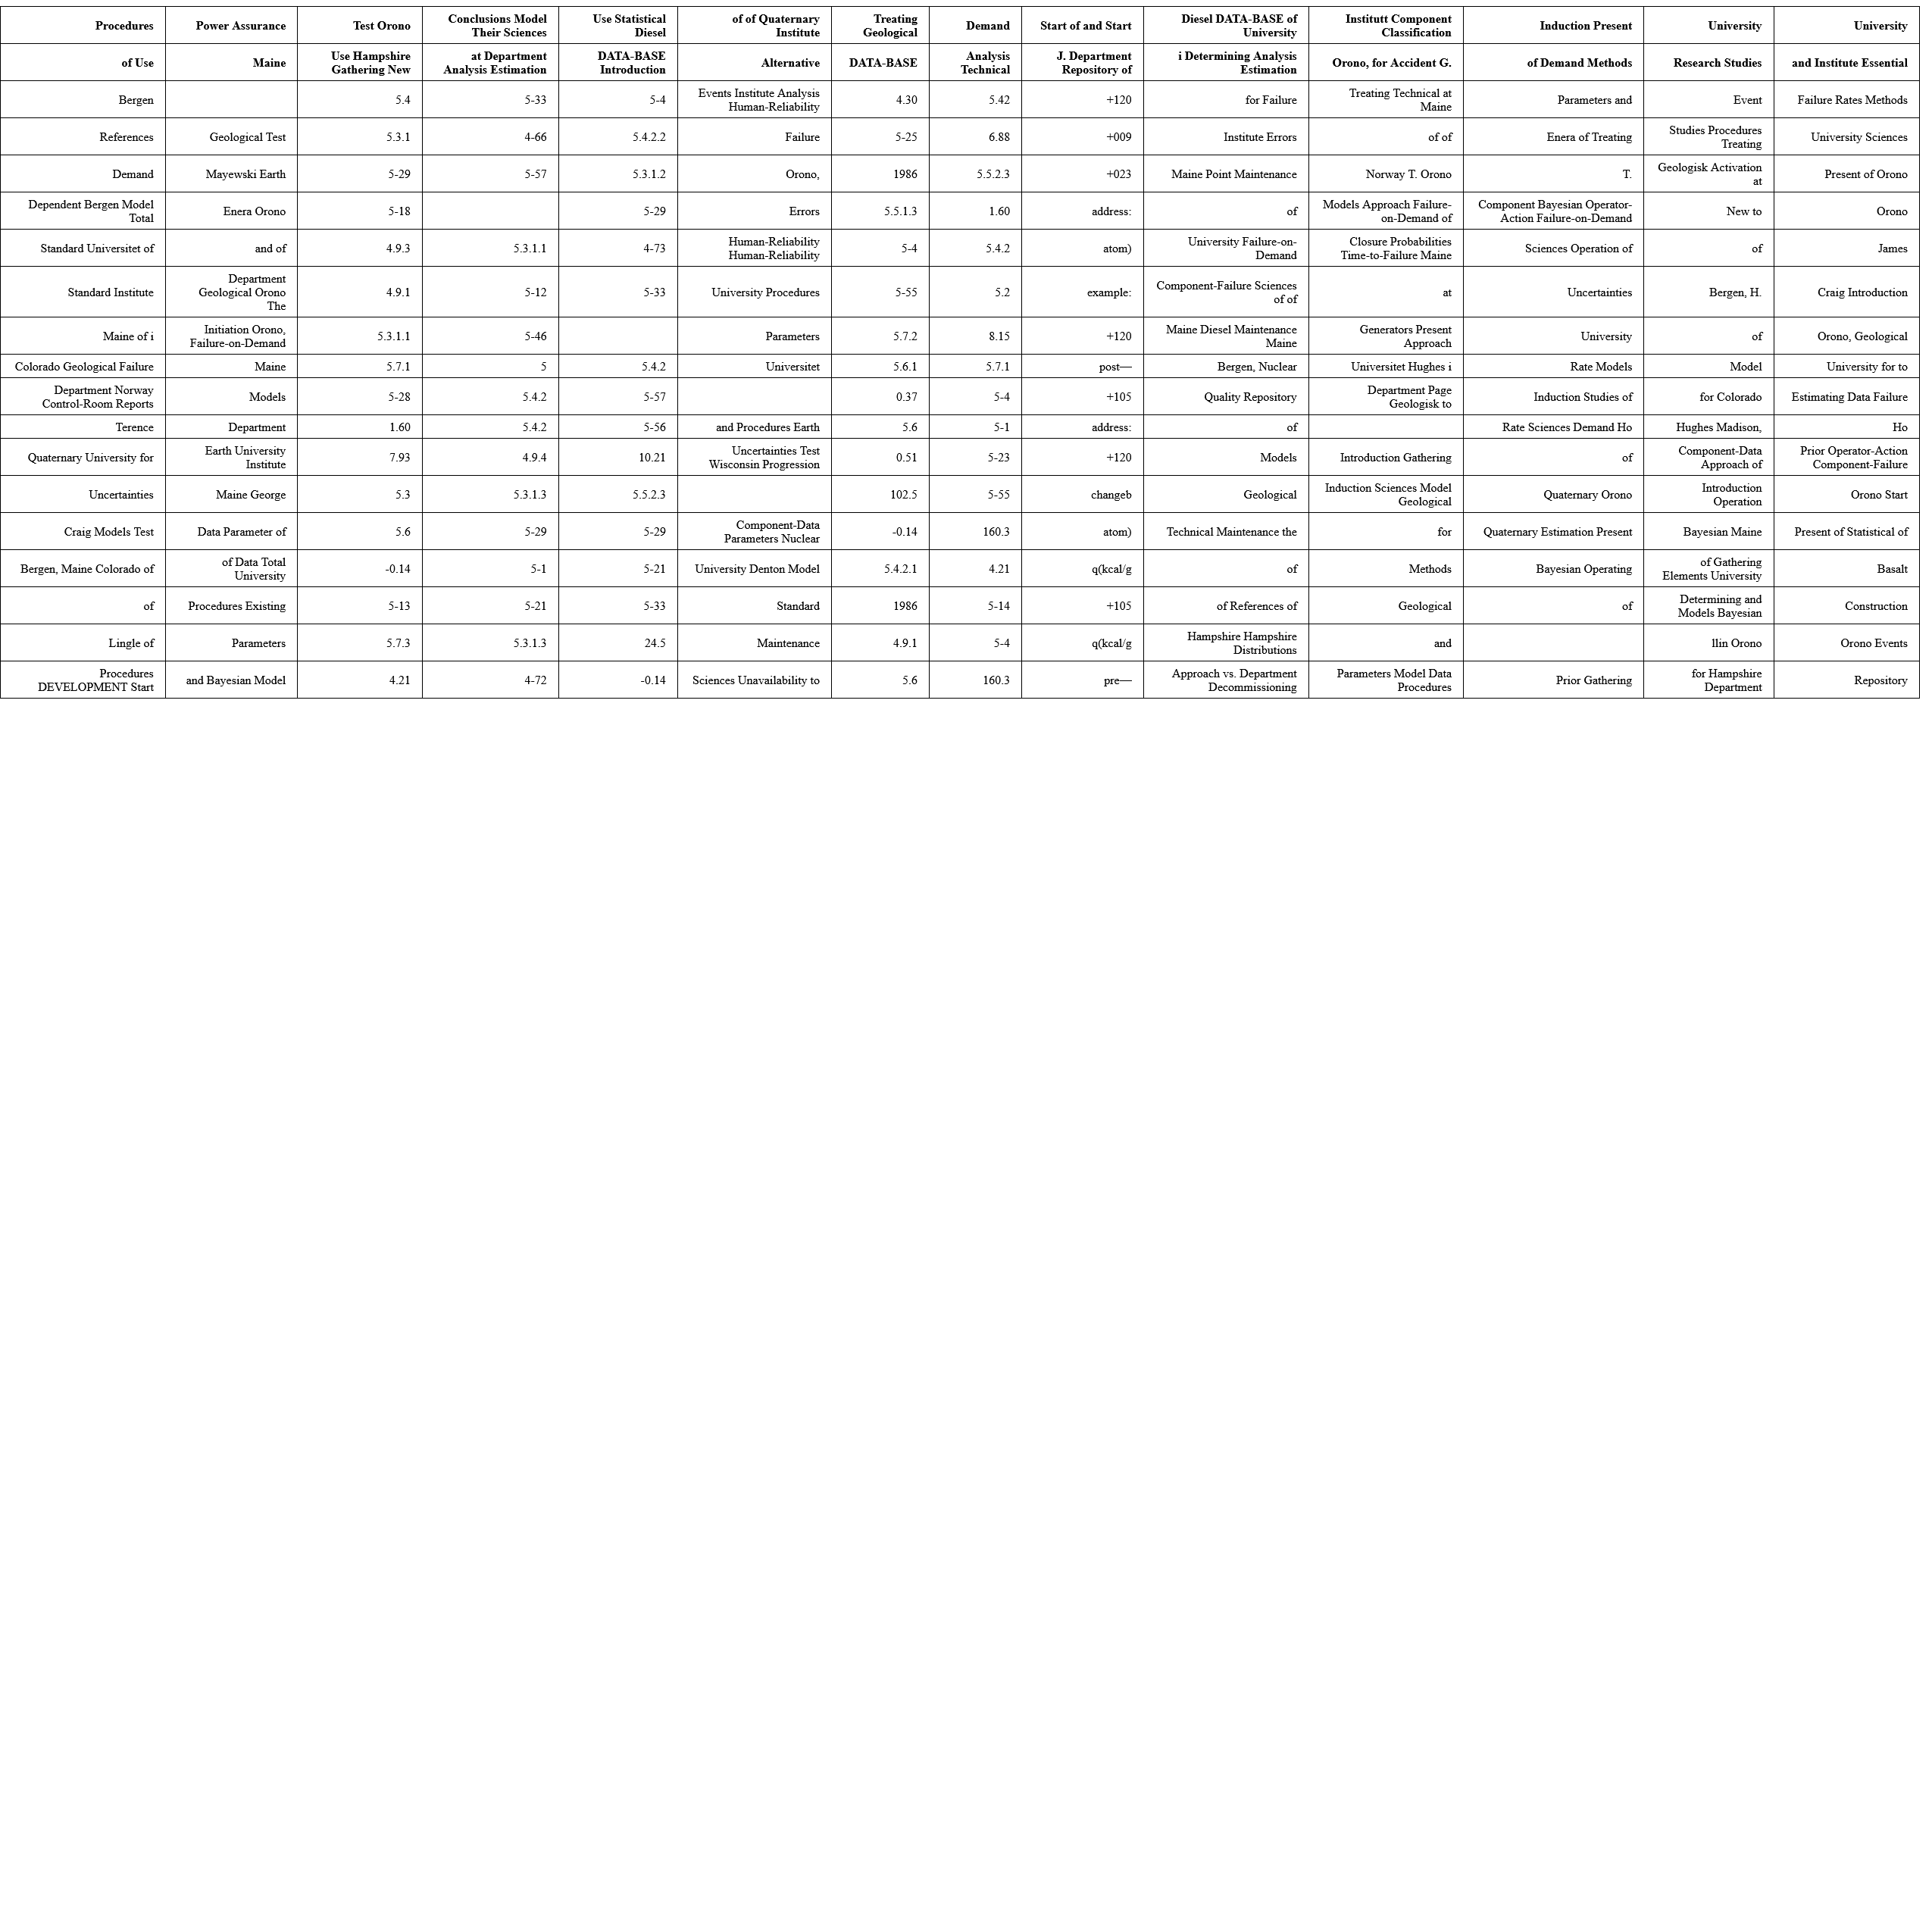 Procedures Power Assurance Test Orono Conclusions Model Their Sciences Use Statistical Diesel of of Quaternary Institute Treating Geological Demand Start of and Start Diesel DATA-BASE of University Institutt Component Classification Induction Present University University
of Use Maine Use Hampshire Gathering New at Department Analysis Estimation DATA-BASE Introduction Alternative DATA-BASE Analysis Technical J. Department Repository of i Determining Analysis Estimation Orono, for Accident G. of Demand Methods Research Studies and Institute Essential
Bergen 5.4 5-33 5-4 Events Institute Analysis Human-Reliability 4.30 5.42 +120 for Failure Treating Technical at Maine Parameters and Event Failure Rates Methods
References Geological Test 5.3.1 4-66 5.4.2.2 Failure 5-25 6.88 +009 Institute Errors of of Enera of Treating Studies Procedures Treating University Sciences
Demand Mayewski Earth 5-29 5-57 5.3.1.2 Orono, 1986 5.5.2.3 +023 Maine Point Maintenance Norway T. Orono T. Geologisk Activation at Present of Orono
Dependent Bergen Model Total Enera Orono 5-18 5-29 Errors 5.5.1.3 1.60 address: of Models Approach Failure-on-Demand of Component Bayesian Operator-Action Failure-on-Demand New to Orono
Standard Universitet of and of 4.9.3 5.3.1.1 4-73 Human-Reliability Human-Reliability 5-4 5.4.2 atom) University Failure-on-Demand Closure Probabilities Time-to-Failure Maine Sciences Operation of of James
Standard Institute Department Geological Orono The 4.9.1 5-12 5-33 University Procedures 5-55 5.2 example: Component-Failure Sciences of of at Uncertainties Bergen, H. Craig Introduction
Maine of i Initiation Orono, Failure-on-Demand 5.3.1.1 5-46 Parameters 5.7.2 8.15 +120 Maine Diesel Maintenance Maine Generators Present Approach University of Orono, Geological
Colorado Geological Failure Maine 5.7.1 5 5.4.2 Universitet 5.6.1 5.7.1 post— Bergen, Nuclear Universitet Hughes i Rate Models Model University for to
Department Norway Control-Room Reports Models 5-28 5.4.2 5-57 0.37 5-4 +105 Quality Repository Department Page Geologisk to Induction Studies of for Colorado Estimating Data Failure
Terence Department 1.60 5.4.2 5-56 and Procedures Earth 5.6 5-1 address: of Rate Sciences Demand Ho Hughes Madison, Ho
Quaternary University for Earth University Institute 7.93 4.9.4 10.21 Uncertainties Test Wisconsin Progression 0.51 5-23 +120 Models Introduction Gathering of Component-Data Approach of Prior Operator-Action Component-Failure
Uncertainties Maine George 5.3 5.3.1.3 5.5.2.3 102.5 5-55 changeb Geological Induction Sciences Model Geological Quaternary Orono Introduction Operation Orono Start
Craig Models Test Data Parameter of 5.6 5-29 5-29 Component-Data Parameters Nuclear -0.14 160.3 atom) Technical Maintenance the for Quaternary Estimation Present Bayesian Maine Present of Statistical of
Bergen, Maine Colorado of of Data Total University -0.14 5-1 5-21 University Denton Model 5.4.2.1 4.21 q(kcal/g of Methods Bayesian Operating of Gathering Elements University Basalt
of Procedures Existing 5-13 5-21 5-33 Standard 1986 5-14 +105 of References of Geological of Determining and Models Bayesian Construction
Lingle of Parameters 5.7.3 5.3.1.3 24.5 Maintenance 4.9.1 5-4 q(kcal/g Hampshire Hampshire Distributions and llin Orono Orono Events
Procedures DEVELOPMENT Start and Bayesian Model 4.21 4-72 -0.14 Sciences Unavailability to 5.6 160.3 pre— Approach vs. Department Decommissioning Parameters Model Data Procedures Prior Gathering for Hampshire Department Repository